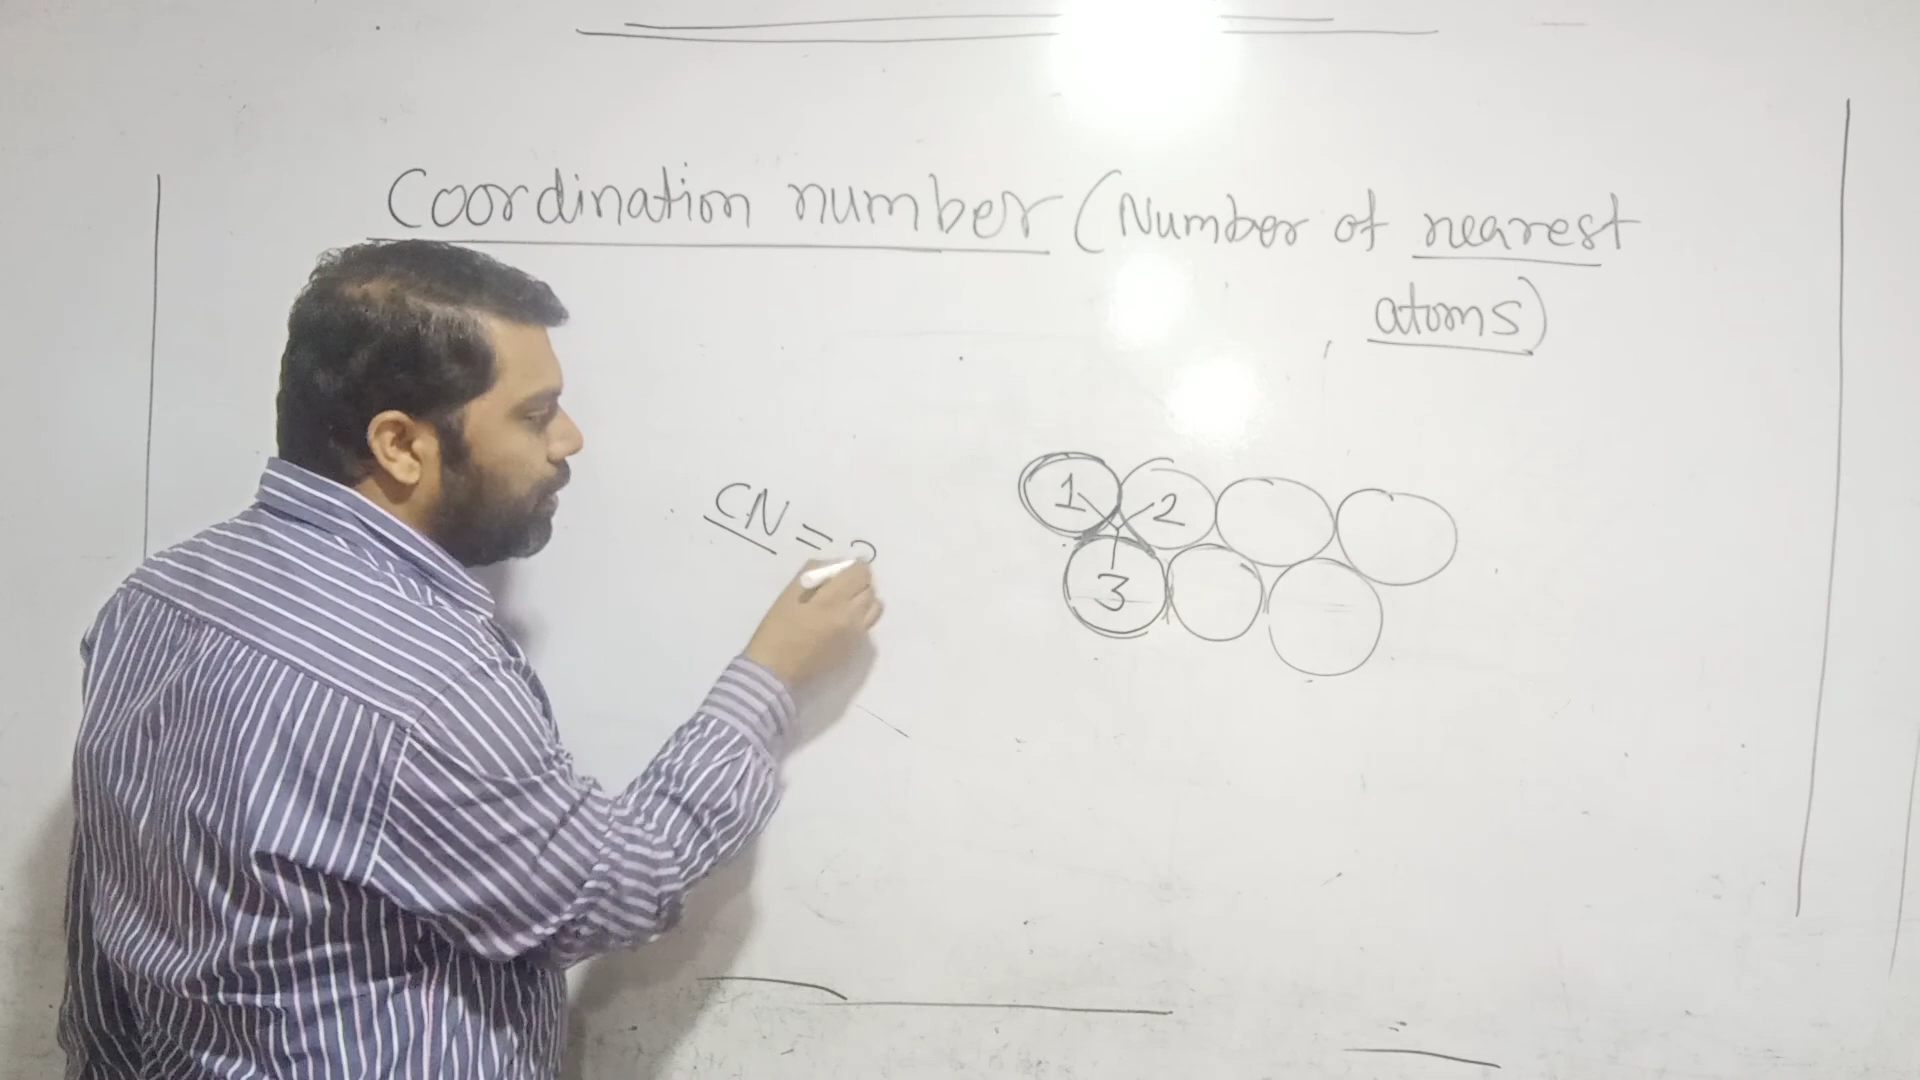 Coordination number (Number of nearest
atoms)
CN =
1 2
3